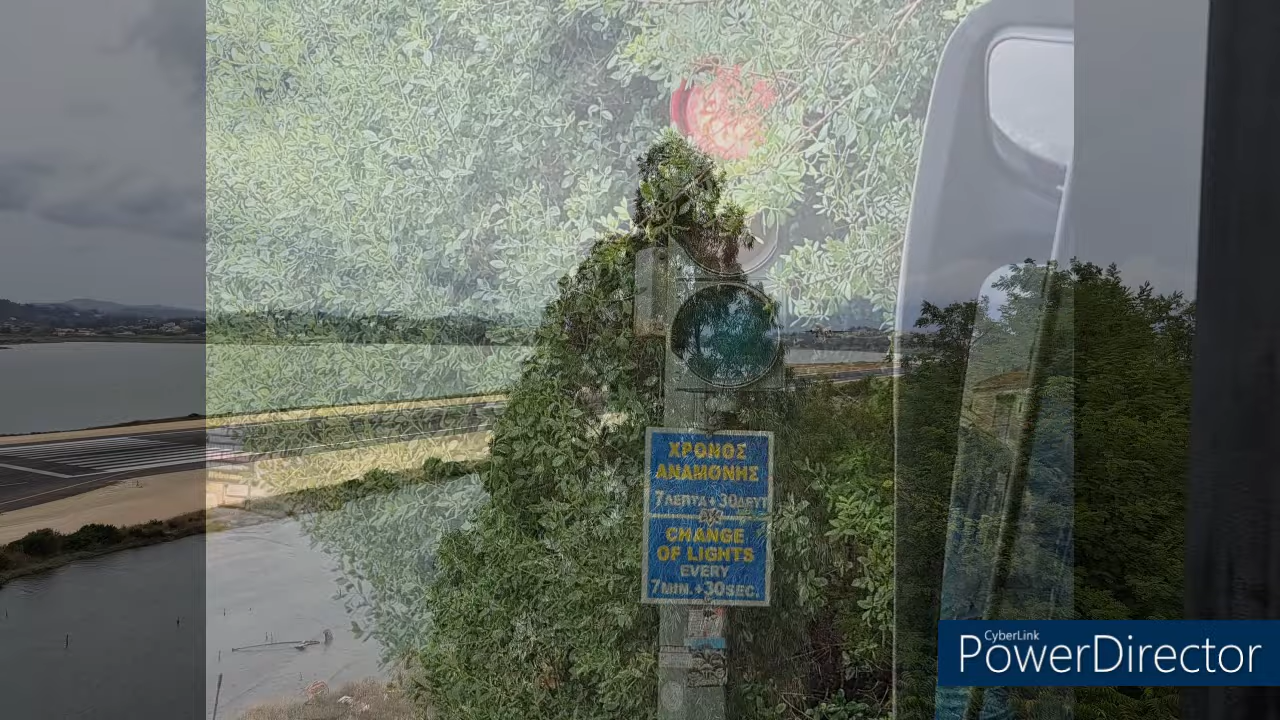 ΧΡΟΝΟΣ
ΑΝΑΜΟΝΗΣ
7ΛΕΠΤΑ+30ΔΕΥΤ
CHANGE
OF LIGHTS
EVERY
7MIN.+30SEC.
CyberLink
PowerDirector